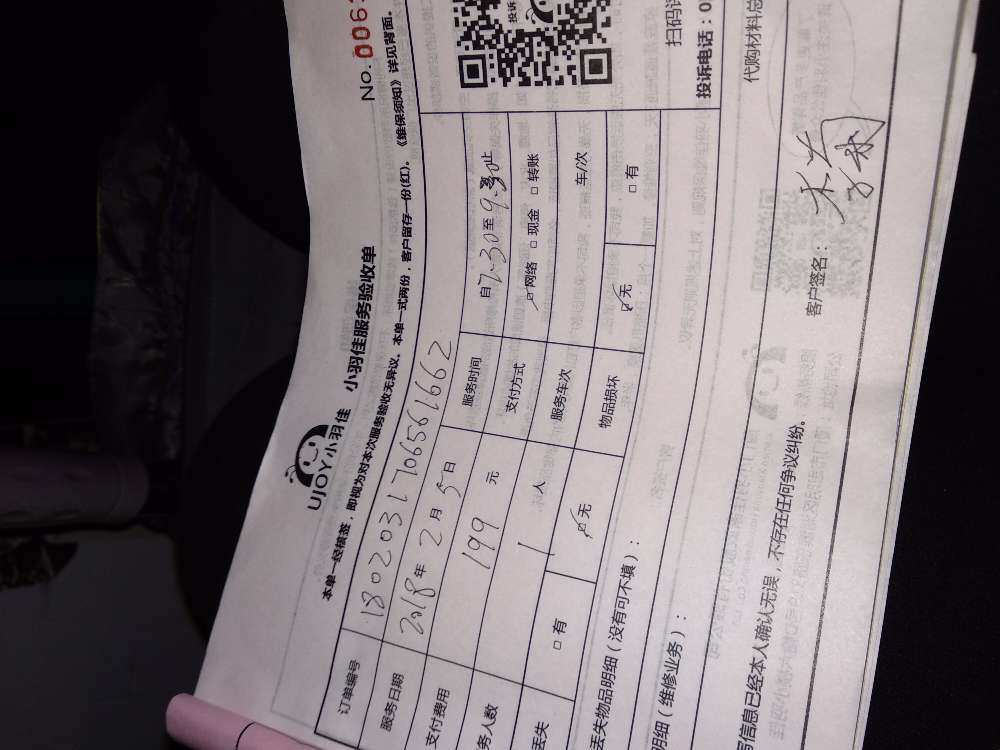 No. 006
UJOY小羽佳 小羽佳服务验收单
本单一经横签，即视为对本次服务验收无异议。本单一式两份，客户留存一份(红)。《维保须知》详见背面。
订单编号 18020317065661662
服务日期 2018年2月5日 服务时间 自7.30至9.30止
支付费用 199 元 支付方式 网络 □现金 □转账
务人数 1 人 服务车次 车/次
丢失 □有 无 物品损坏 无 □有
丢失物品明细（没有可不填）：
明细（维修业务）：
投诉
扫码
投诉电话：0
代购材料总
信息已经本人确认无误，不存在任何争议纠纷。
客户签名：